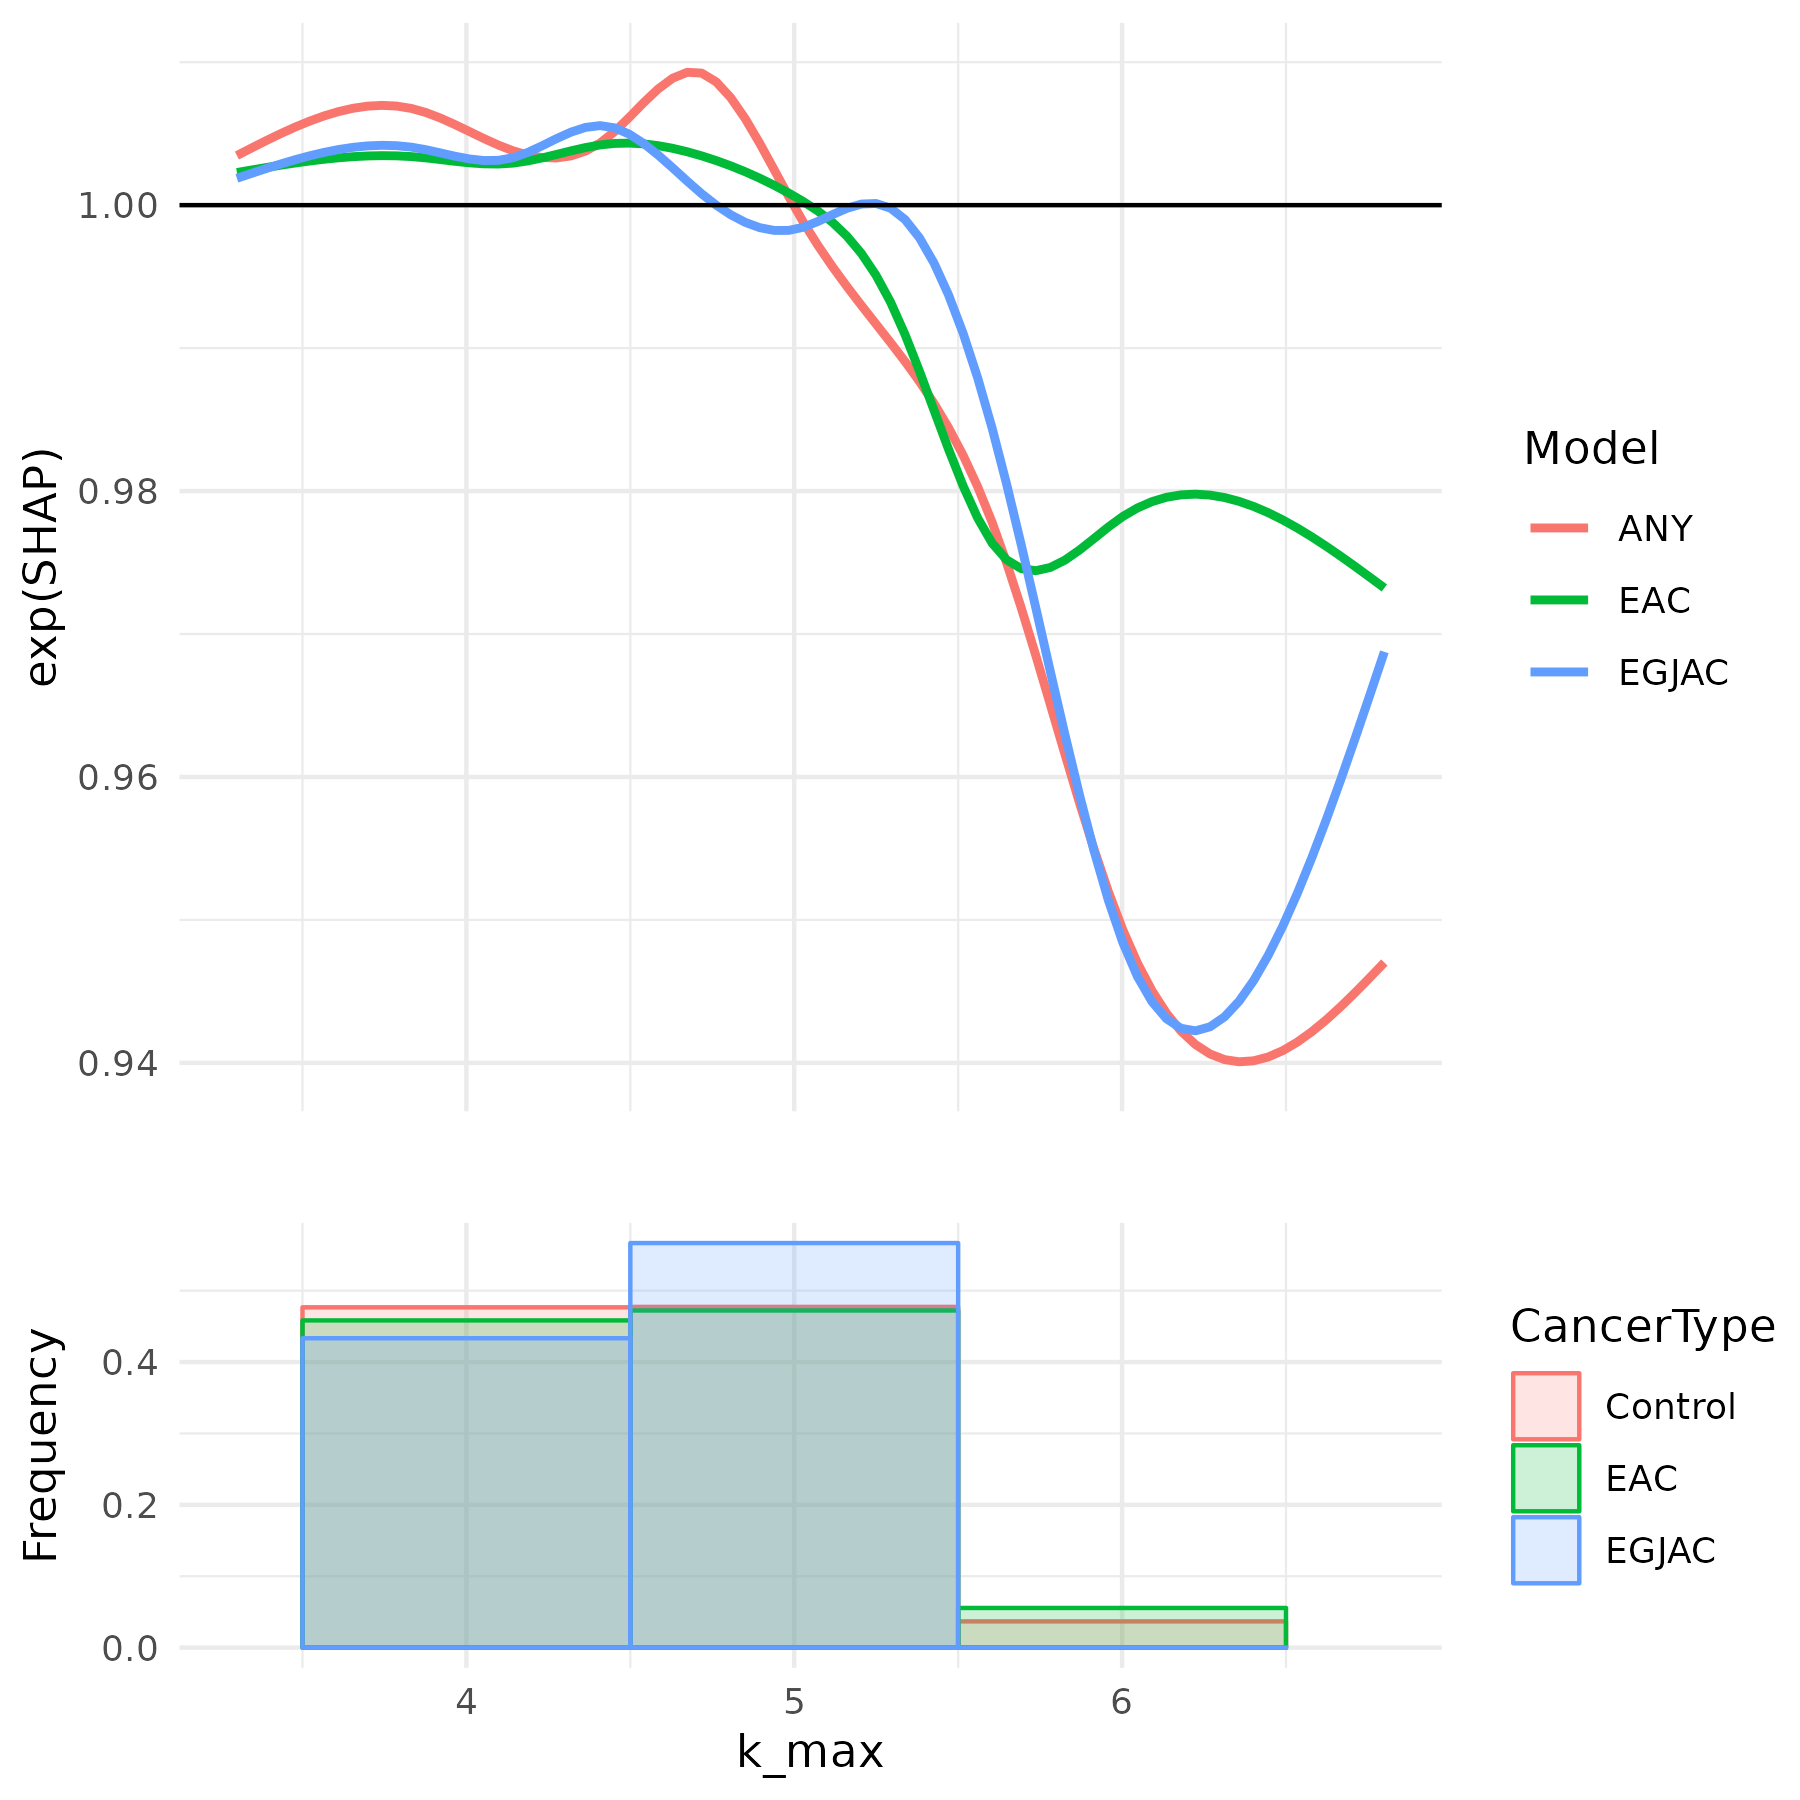 exp(SHAP)
1.00
0.98
0.96
0.94
Model
ANY
EAC
EGJAC
Frequency
0.4
0.2
0.0
4 5 6
k_max
CancerType
Control
EAC
EGJAC